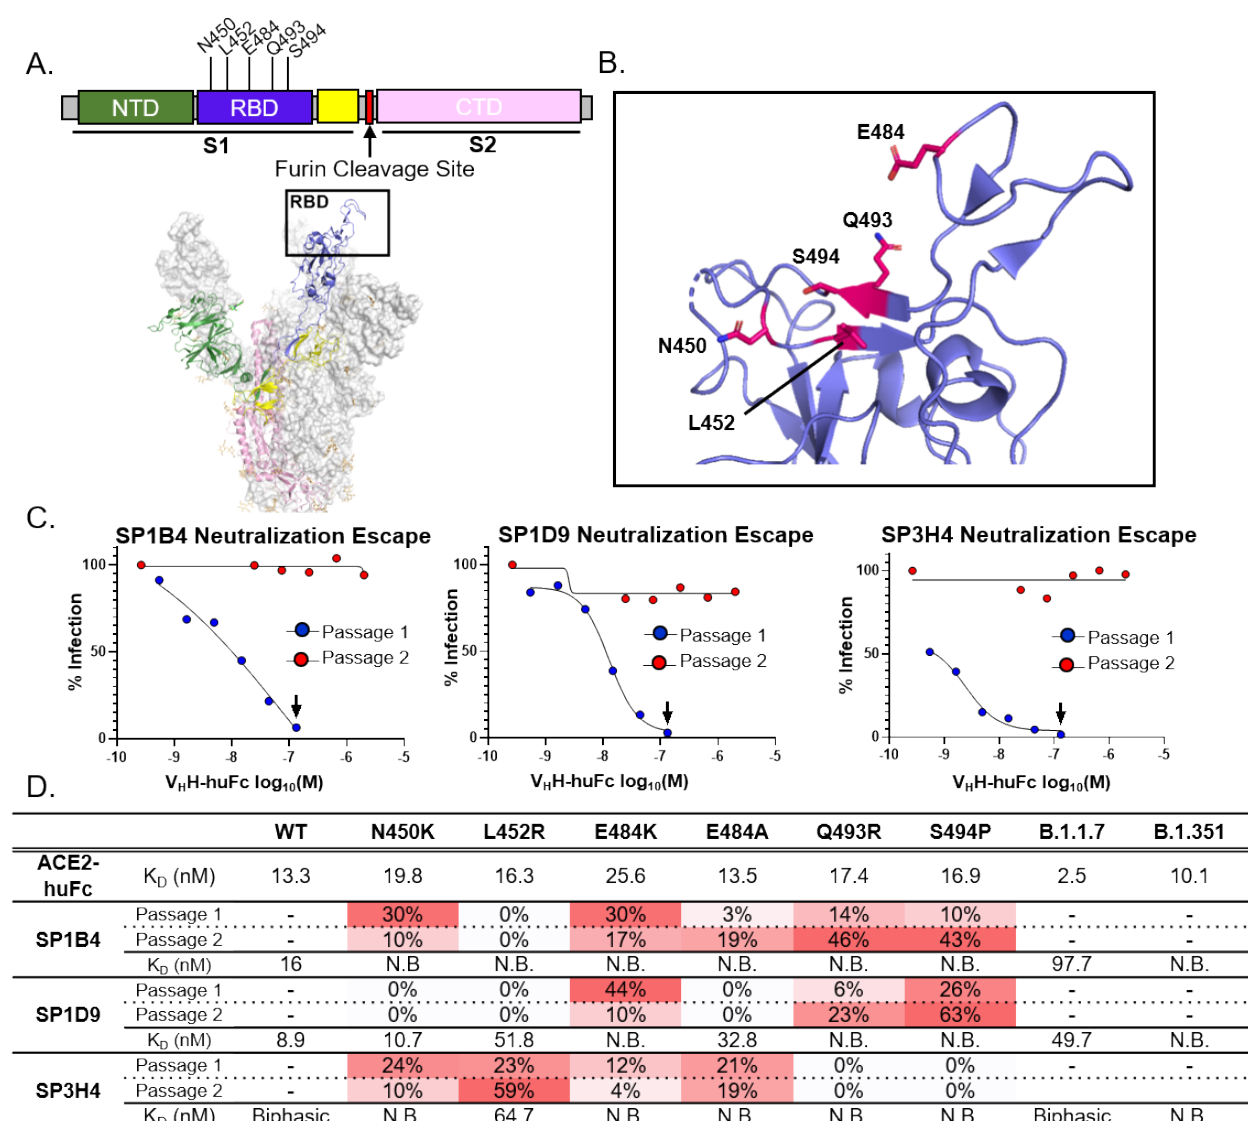 A.
N450 L452 E484 Q493 S494
NTD RBD CTD
S1 S2
Furin Cleavage Site
RBD
B.
E484
Q493
S494
N450
L452
C.
SP1B4 Neutralization Escape
100
50
0
% Infection
-10 -9 -8 -7 -6 -5
VHH-huFc log10(M)
Passage 1
Passage 2
SP1D9 Neutralization Escape
100
50
0
% Infection
-10 -9 -8 -7 -6 -5
VHH-huFc log10(M)
Passage 1
Passage 2
SP3H4 Neutralization Escape
100
50
0
% Infection
-10 -9 -8 -7 -6 -5
VHH-huFc log10(M)
Passage 1
Passage 2
D.
WT N450K L452R E484K E484A Q493R S494P B.1.1.7 B.1.351
ACE2-huFc KD (nM) 13.3 19.8 16.3 25.6 13.5 17.4 16.9 2.5 10.1
SP1B4
Passage 1 - 30% 0% 30% 3% 14% 10% - -
Passage 2 - 10% 0% 17% 19% 46% 43% - -
KD (nM) 16 N.B N.B. N.B. N.B. N.B. N.B. 97.7 N.B.
SP1D9
Passage 1 - 0% 0% 44% 0% 6% 26% - -
Passage 2 - 0% 0% 10% 0% 23% 63% - -
KD (nM) 8.9 10.7 51.8 N.B. 32.8 N.B. N.B. 49.7 N.B.
SP3H4
Passage 1 - 24% 23% 12% 21% 0% 0% - -
Passage 2 - 10% 59% 4% 19% 0% 0% - -
KD (nM) Biphasic N.B 64.7 N.B N.B N.B N.B Biphasic N.B